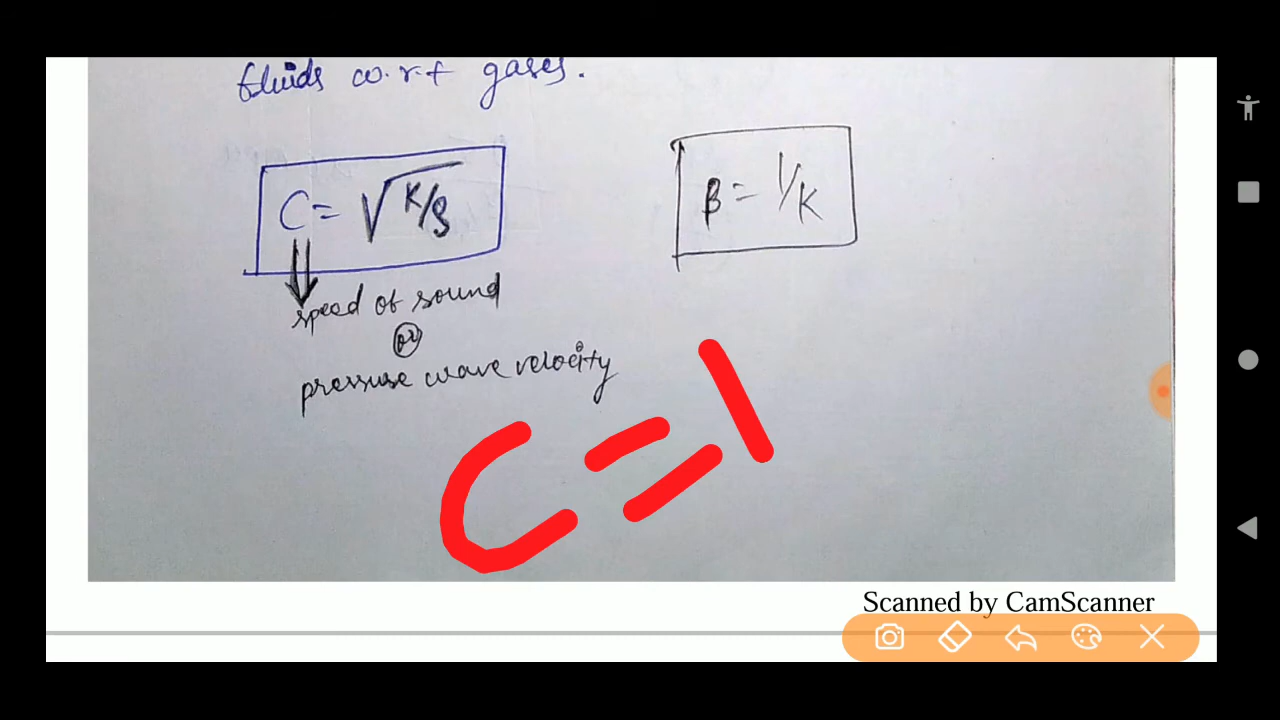 fluids w.r.t gases.
C = √K/ρ
β = 1/K
speed of sound
or
pressure wave velocity
C = 1
Scanned by CamScanner